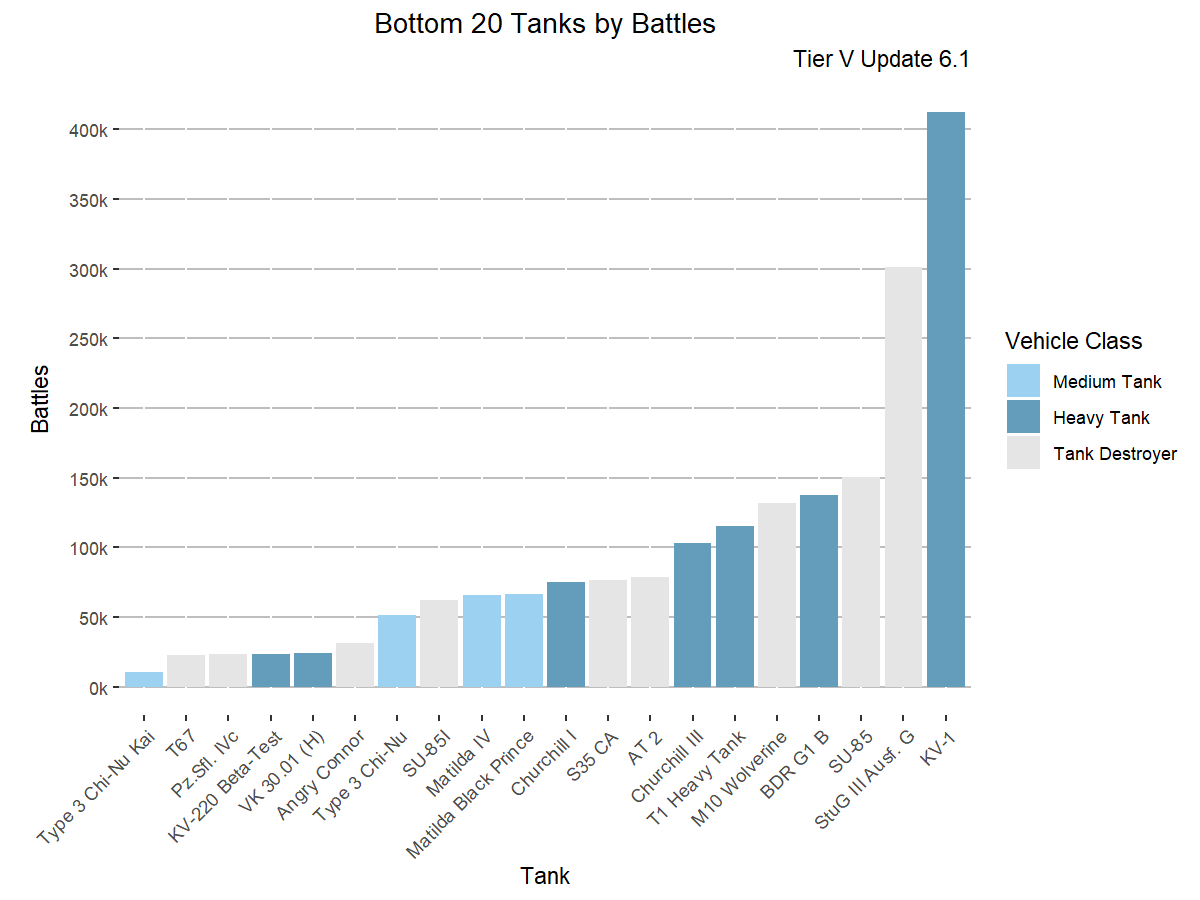 Bottom 20 Tanks by Battles
Tier V Update 6.1
400k
350k
300k
250k
200k
150k
100k
50k
0k
Battles
Type 3 Chi-Nu Kai
T67
Pz.Sfl. IVc
KV-220 Beta-Test
VK 30.01 (H)
Angry Connor
Type 3 Chi-Nu
SU-85I
Matilda IV
Matilda Black Prince
Churchill I
S35 CA
AT 2
Churchill III
T1 Heavy Tank
M10 Wolverine
BDR G1 B
SU-85
StuG III Ausf. G
KV-1
Tank
Vehicle Class
Medium Tank
Heavy Tank
Tank Destroyer